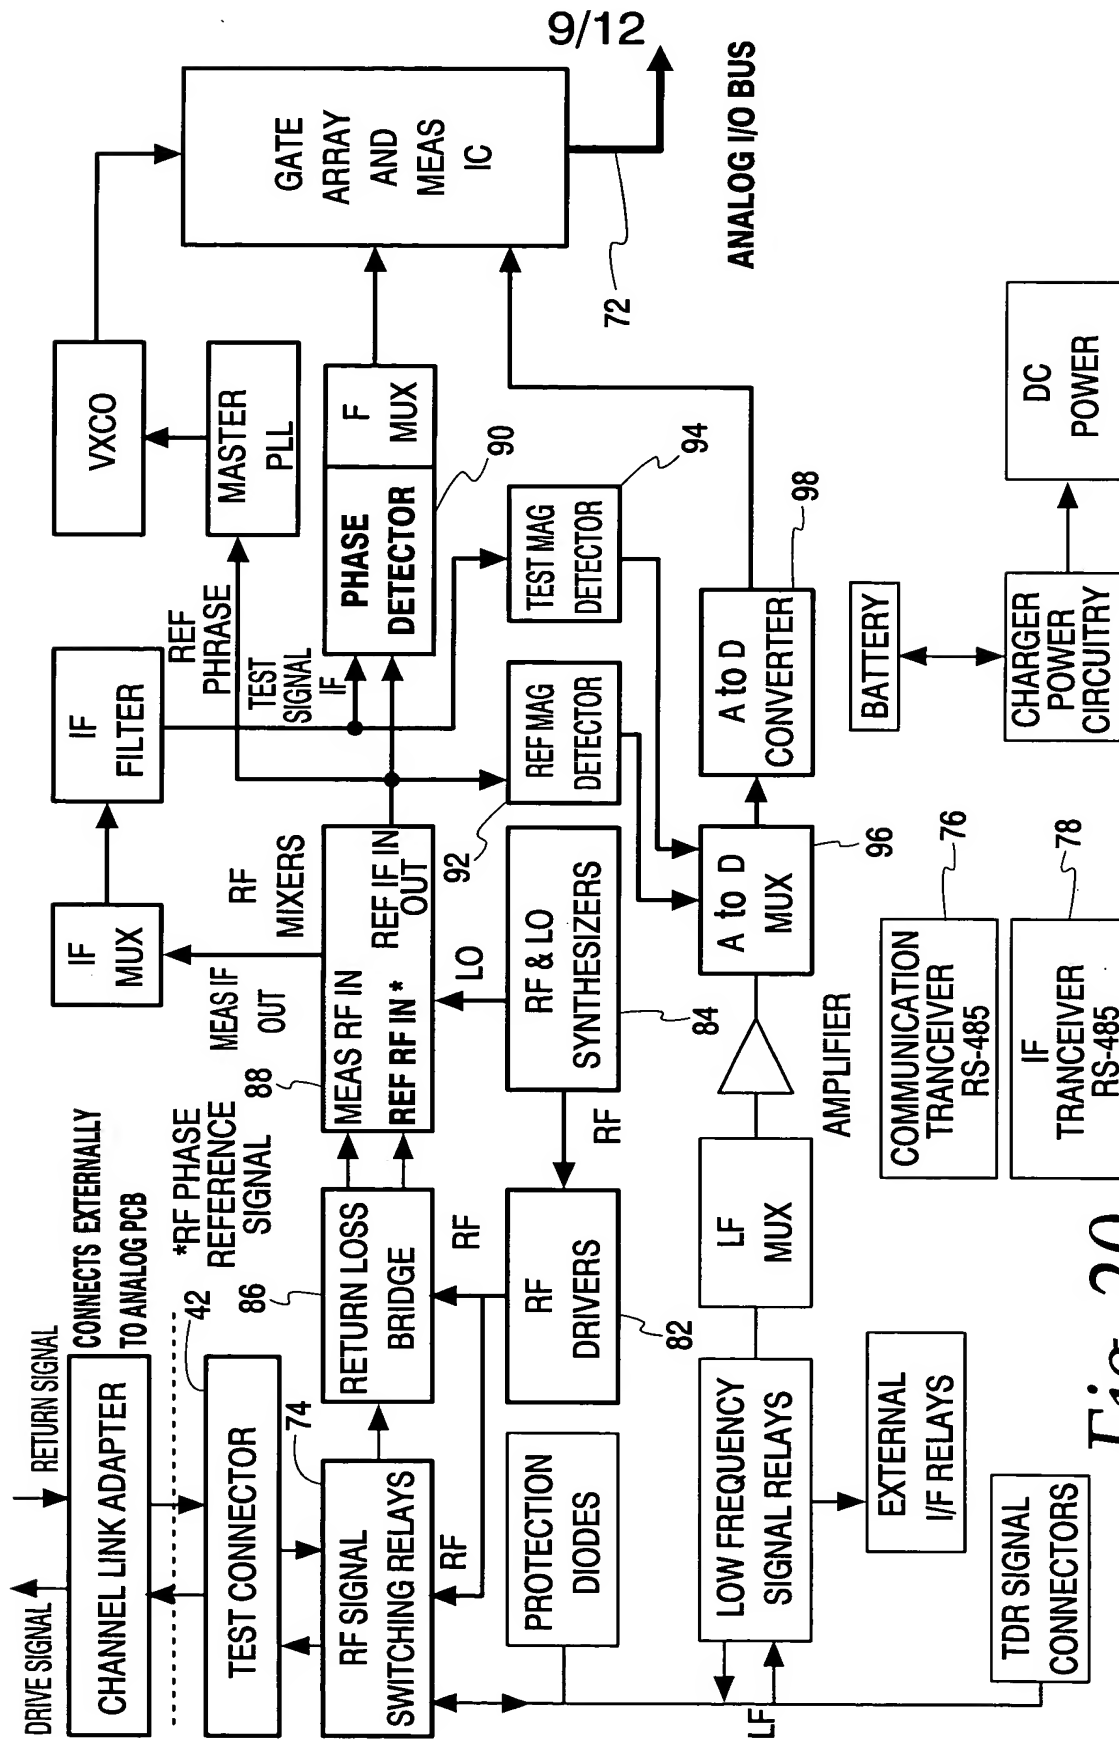 9/12
DRIVE SIGNAL
RETURN SIGNAL
CHANNEL LINK ADAPTER
CONNECTS EXTERNALLY
TO ANALOG PCB
42
TEST CONNECTOR
*RF PHASE
REFERENCE
SIGNAL
74
RF SIGNAL
SWITCHING RELAYS
RF
86
RETURN LOSS
BRIDGE
RF
88
MEAS RF IN
REF RF IN *
REF IF IN
OUT
MEAS IF
OUT
RF
MIXERS
IF
MUX
IF
FILTER
REF
PHRASE
TEST
SIGNAL
IF
VXCO
MASTER
PLL
PHASE
DETECTOR
F
MUX
90
GATE
ARRAY
AND
MEAS
IC
72
ANALOG I/O BUS
PROTECTION
DIODES
RF
DRIVERS
82
RF
RF & LO
SYNTHESIZERS
84
LO
92
REF MAG
DETECTOR
TEST MAG
DETECTOR
94
LOW FREQUENCY
SIGNAL RELAYS
LF
LF
MUX
AMPLIFIER
A to D
MUX
96
A to D
CONVERTER
98
EXTERNAL
I/F RELAYS
TDR SIGNAL
CONNECTORS
COMMUNICATION
TRANCEIVER
RS-485
76
IF
TRANCEIVER
RS-485
78
BATTERY
CHARGER
POWER
CIRCUITRY
DC
POWER
Fig. 20